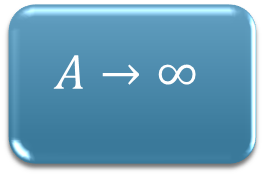 A → ∞